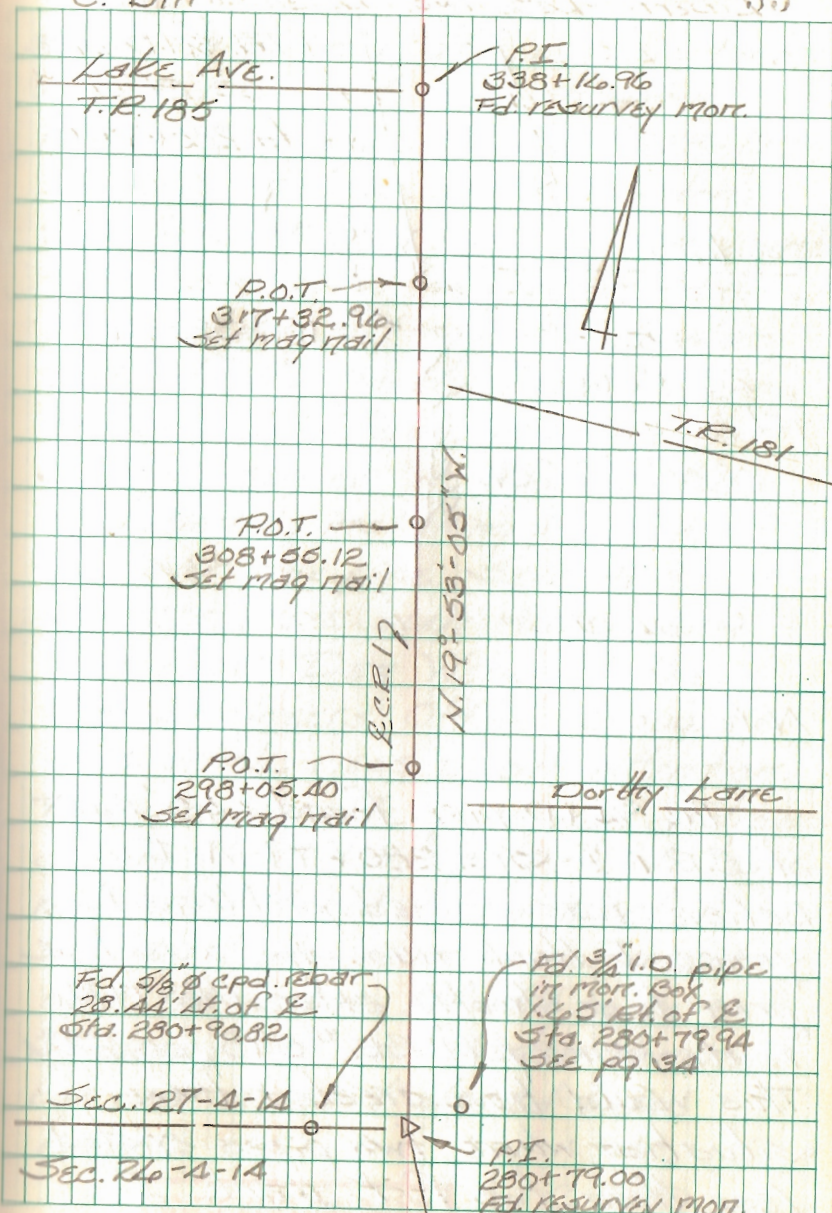 Lake Ave.
T.R. 185
P.I.
338+16.96
Fd. resurvey mon.
P.O.T.
317+32.96
Set mag nail
T.R. 181
P.O.T.
308+55.12
Set mag nail
N. 19°-53'-05" W.
℄ C.R. 17
P.O.T.
298+05.40
Set mag nail
Dorthy Lane
Fd. 5/8"ø cpd. rebar
28.44' Lt. of ℄
Sta. 280+90.82
Fd. 3/4" I.D. pipe
in mon. box
1.65' Rt. of ℄
Sta. 280+79.94
See pg 34
Sec. 27-4-14
Sec. 26-4-14
P.I.
280+79.00
Fd. resurvey mon.